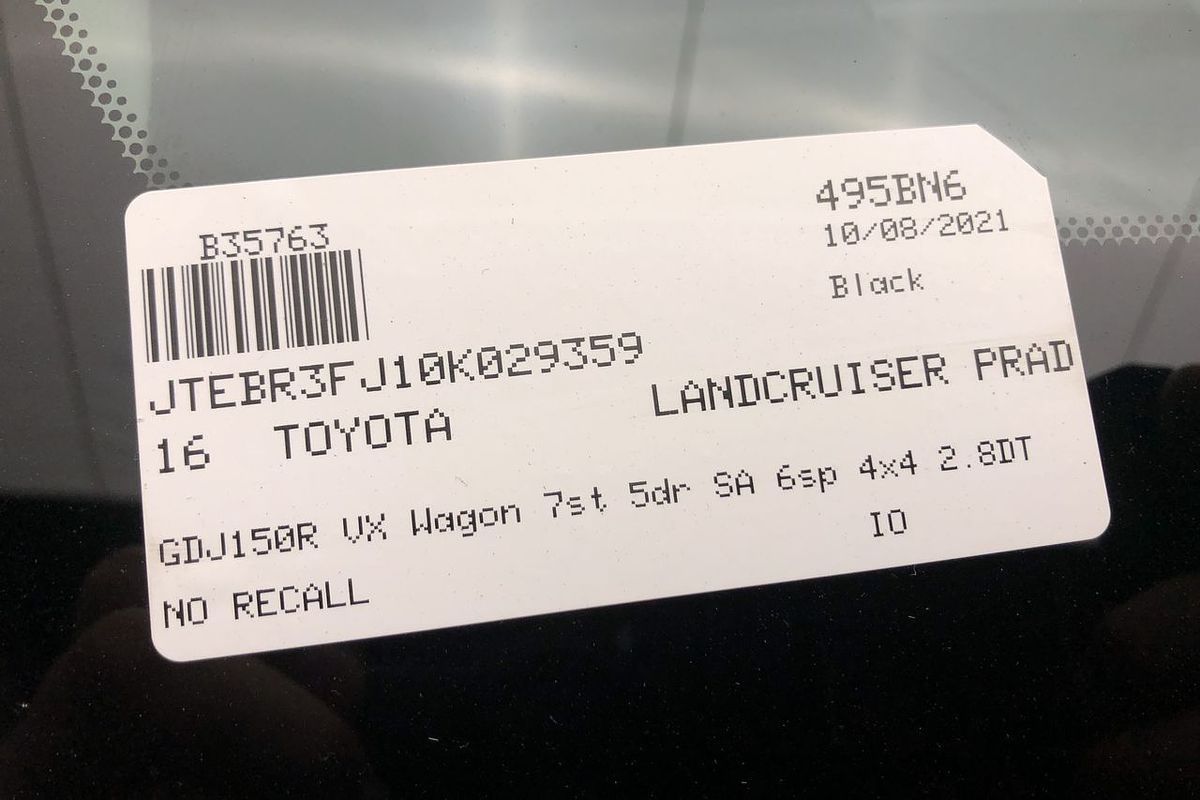 495BN6
B35763
10/08/2021
Black
JTEBR3FJ10K029359
16 TOYOTA LANDCRUISER PRAD
GDJ150R VX Wagon 7st 5dr SA 6sp 4x4 2.8DT
IO
NO RECALL